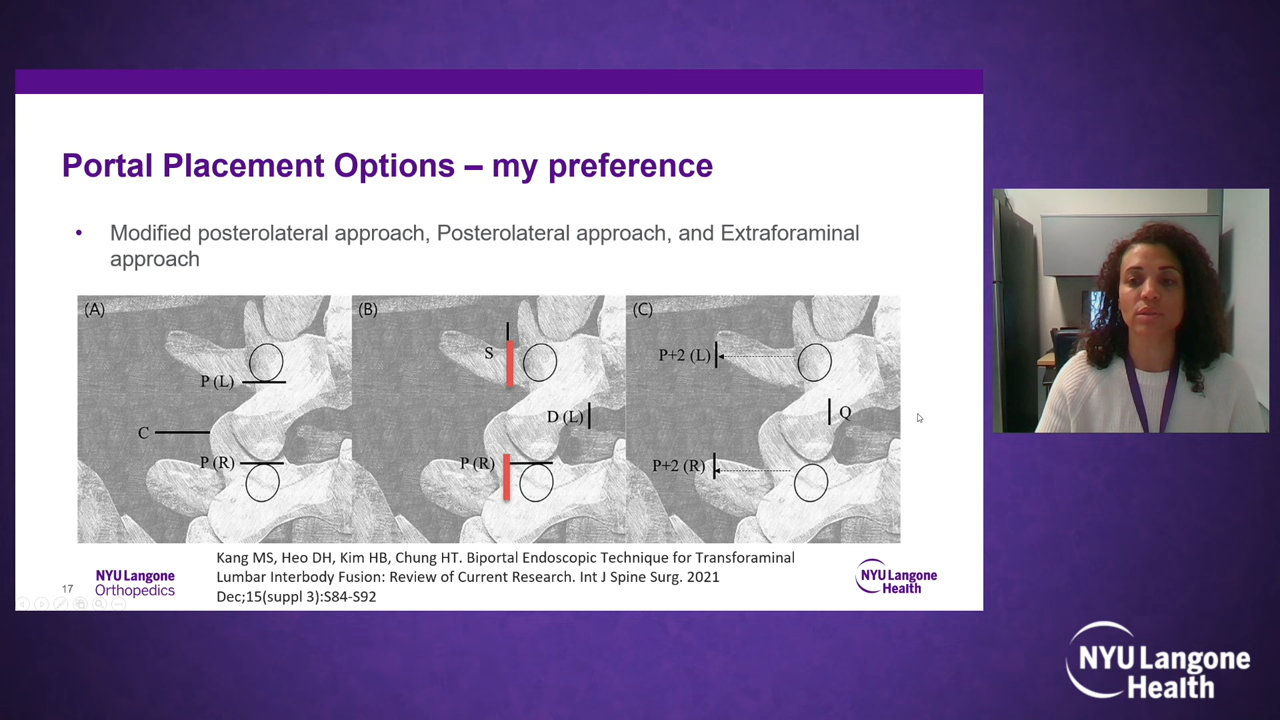 Portal Placement Options – my preference
• Modified posterolateral approach, Posterolateral approach, and Extraforaminal
approach
(A)
P (L)
C
P (R)
(B)
S
D (L)
P (R)
(C)
P+2 (L)
Q
P+2 (R)
Kang MS, Heo DH, Kim HB, Chung HT. Biportal Endoscopic Technique for Transforaminal
Lumbar Interbody Fusion: Review of Current Research. Int J Spine Surg. 2021
Dec;15(suppl 3):S84-S92
17
NYU Langone
Orthopedics
NYU Langone
Health
NYU Langone
Health